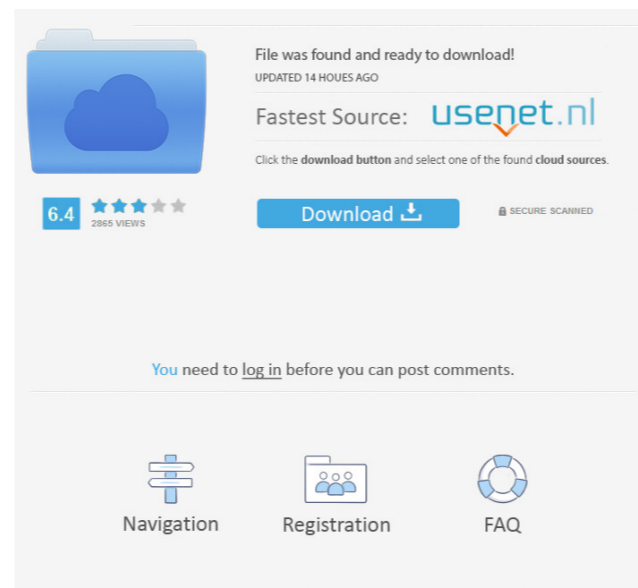 File was found and ready to download!
UPDATED 14 HOUES AGO
Fastest Source: usenet.nl
Click the download button and select one of the found cloud sources.
6.4
2865 VIEWS
Download
SECURE SCANNED
You need to log in before you can post comments.
Navigation
Registration
FAQ